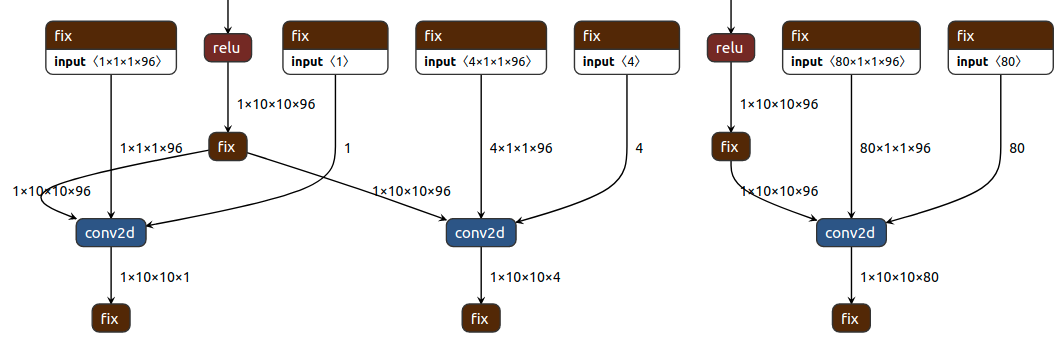 fix
input ⟨1×1×1×96⟩
relu
fix
input ⟨1⟩
fix
input ⟨4×1×1×96⟩
fix
input ⟨4⟩
relu
fix
input ⟨80×1×1×96⟩
fix
input ⟨80⟩
1×10×10×96
1×10×10×96
1×1×1×96
fix
1
4×1×1×96
4
fix
80×1×1×96
80
1×10×10×96
1×10×10×96
1×10×10×96
conv2d
conv2d
conv2d
1×10×10×1
1×10×10×4
1×10×10×80
fix
fix
fix